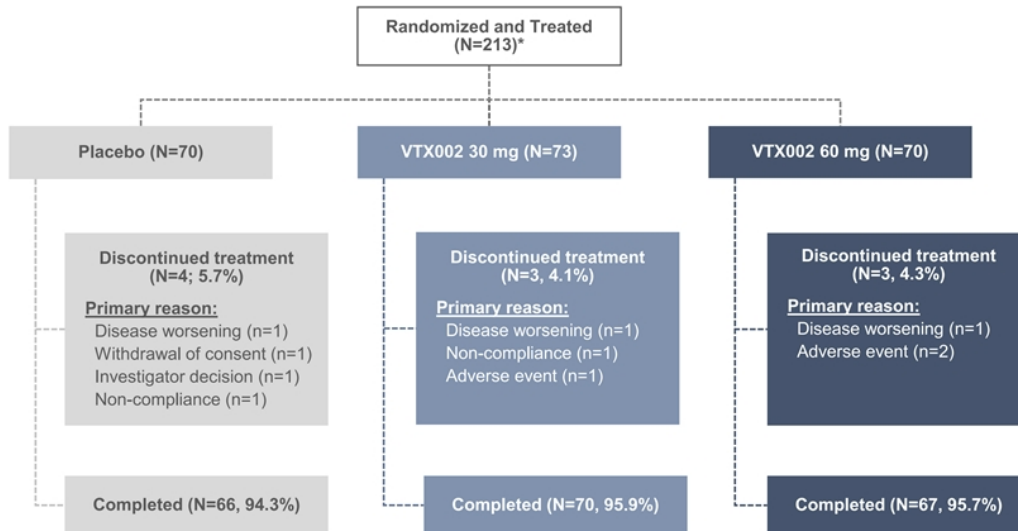 Randomized and Treated
(N=213)*
Placebo (N=70)
VTX002 30 mg (N=73)
VTX002 60 mg (N=70)
Discontinued treatment
(N=4; 5.7%)
Primary reason:
Disease worsening (n=1)
Withdrawal of consent (n=1)
Investigator decision (n=1)
Non-compliance (n=1)
Discontinued treatment
(N=3, 4.1%)
Primary reason:
Disease worsening (n=1)
Non-compliance (n=1)
Adverse event (n=1)
Discontinued treatment
(N=3, 4.3%)
Primary reason:
Disease worsening (n=1)
Adverse event (n=2)
Completed (N=66, 94.3%)
Completed (N=70, 95.9%)
Completed (N=67, 95.7%)